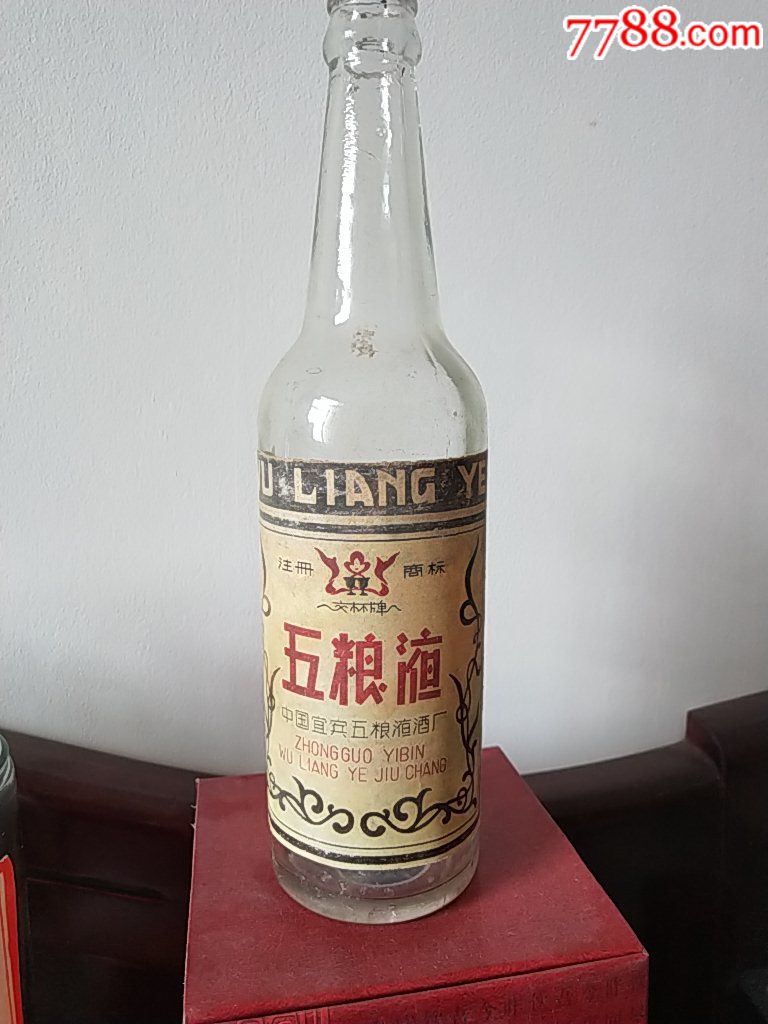 7788.com
U LIANG YE
注册 商标
交杯牌
五粮液
中国宜宾五粮液酒厂
ZHONGGUO YIBIN
WU LIANG YE JIU CHANG